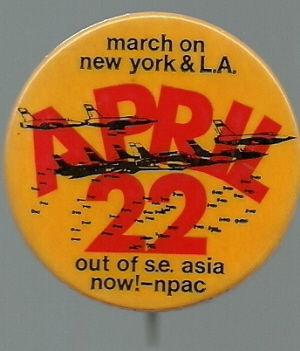 march on
new york & L.A.
APRIL
22
out of s.e. asia
now!–npac